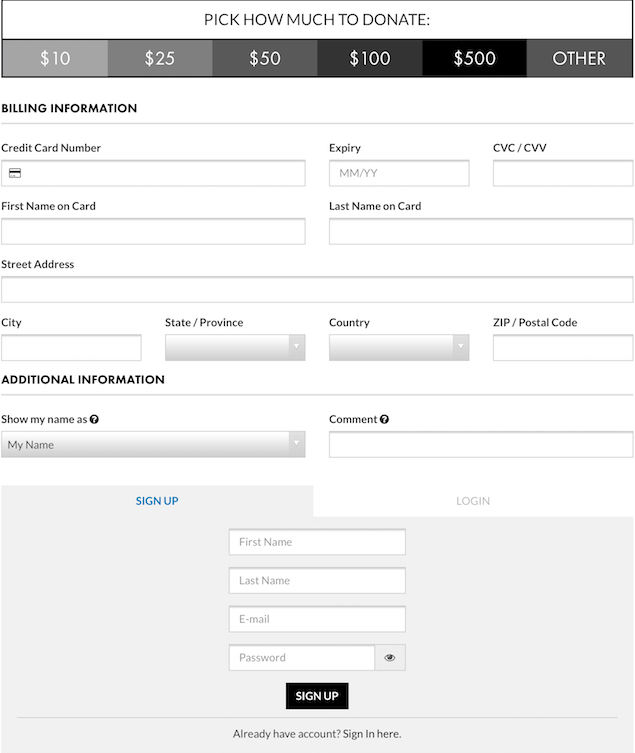 PICK HOW MUCH TO DONATE:
$10 $25 $50 $100 $500 OTHER
BILLING INFORMATION
Credit Card Number Expiry CVC / CVV
MM/YY
First Name on Card Last Name on Card
Street Address
City State / Province Country ZIP / Postal Code
ADDITIONAL INFORMATION
Show my name as ? Comment ?
My Name
SIGN UP LOGIN
First Name
Last Name
E-mail
Password
SIGN UP
Already have account? Sign In here.